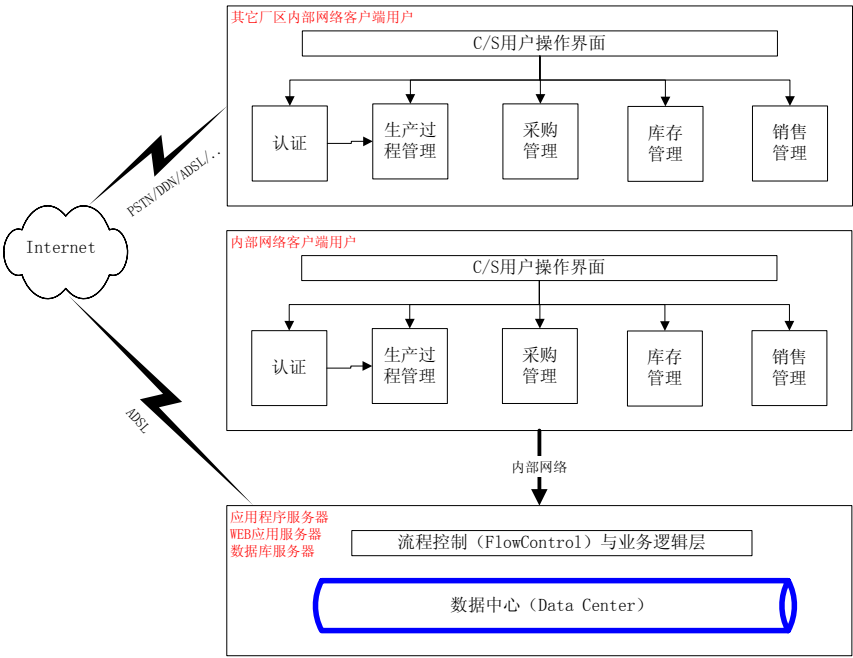 其它厂区内部网络客户端用户
C/S用户操作界面
认证
生产过
程管理
采购
管理
库存
管理
销售
管理
PSTN/DDN/ADSL/..
Internet
内部网络客户端用户
C/S用户操作界面
认证
生产过
程管理
采购
管理
库存
管理
销售
管理
ADSL
内部网络
应用程序服务器
WEB应用服务器
数据库服务器
流程控制（FlowControl）与业务逻辑层
数据中心（Data Center）